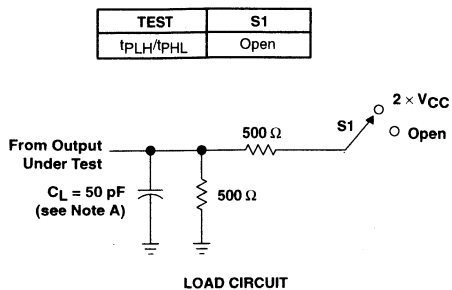 TEST S1
tPLH/tPHL Open
2 × VCC
500 Ω S1 Open
From Output
Under Test
CL = 50 pF
(see Note A)
500 Ω
LOAD CIRCUIT